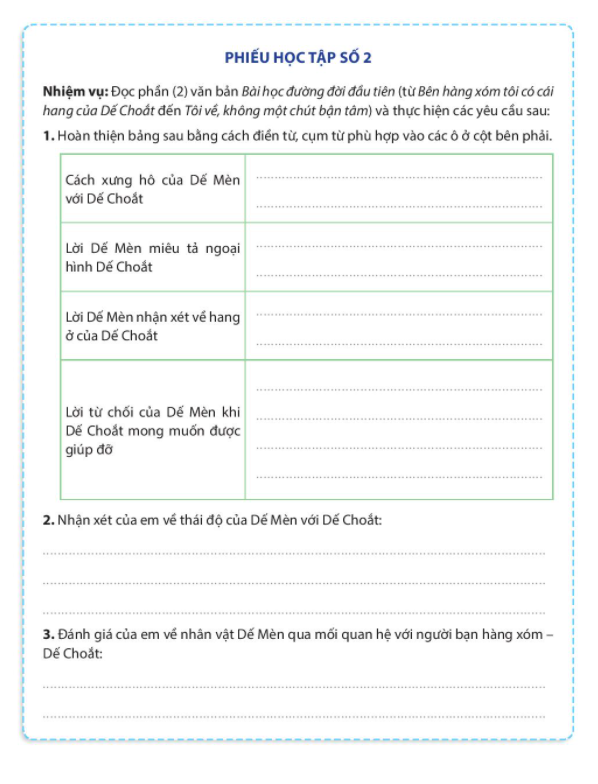 PHIẾU HỌC TẬP SỐ 2
Nhiệm vụ: Đọc phần (2) văn bản Bài học đường đời đầu tiên (từ Bên hàng xóm tôi có cái
hang của Dế Choắt đến Tôi về, không một chút bận tâm) và thực hiện các yêu cầu sau:
1. Hoàn thiện bảng sau bằng cách điền từ, cụm từ phù hợp vào các ô ở cột bên phải.
Cách xưng hô của Dế Mèn
với Dế Choắt
Lời Dế Mèn miêu tả ngoại
hình Dế Choắt
Lời Dế Mèn nhận xét về hang
ở của Dế Choắt
Lời từ chối của Dế Mèn khi
Dế Choắt mong muốn được
giúp đỡ
2. Nhận xét của em về thái độ của Dế Mèn với Dế Choắt:
3. Đánh giá của em về nhân vật Dế Mèn qua mối quan hệ với người bạn hàng xóm –
Dế Choắt: